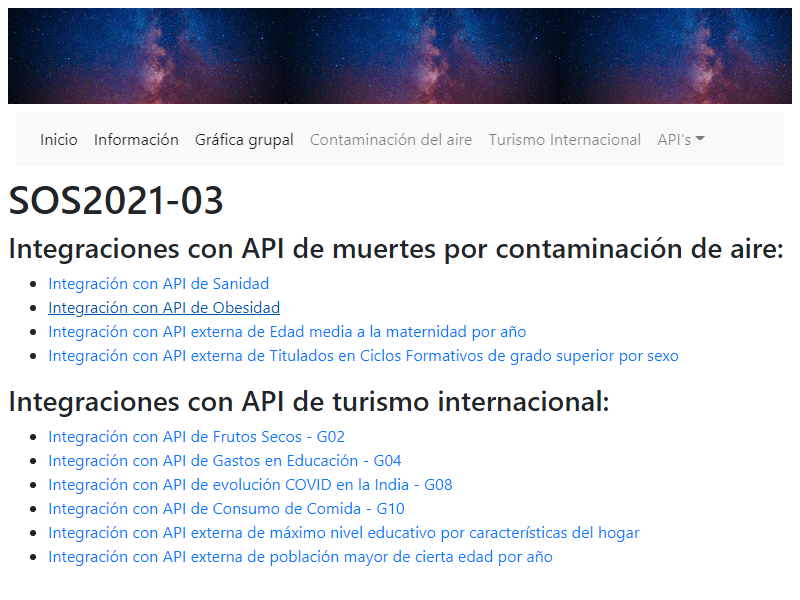 Inicio Información Gráfica grupal Contaminación del aire Turismo Internacional API's
SOS2021-03
Integraciones con API de muertes por contaminación de aire:
Integración con API de Sanidad
Integración con API de Obesidad
Integración con API externa de Edad media a la maternidad por año
Integración con API externa de Titulados en Ciclos Formativos de grado superior por sexo
Integraciones con API de turismo internacional:
Integración con API de Frutos Secos - G02
Integración con API de Gastos en Educación - G04
Integración con API de evolución COVID en la India - G08
Integración con API de Consumo de Comida - G10
Integración con API externa de máximo nivel educativo por características del hogar
Integración con API externa de población mayor de cierta edad por año